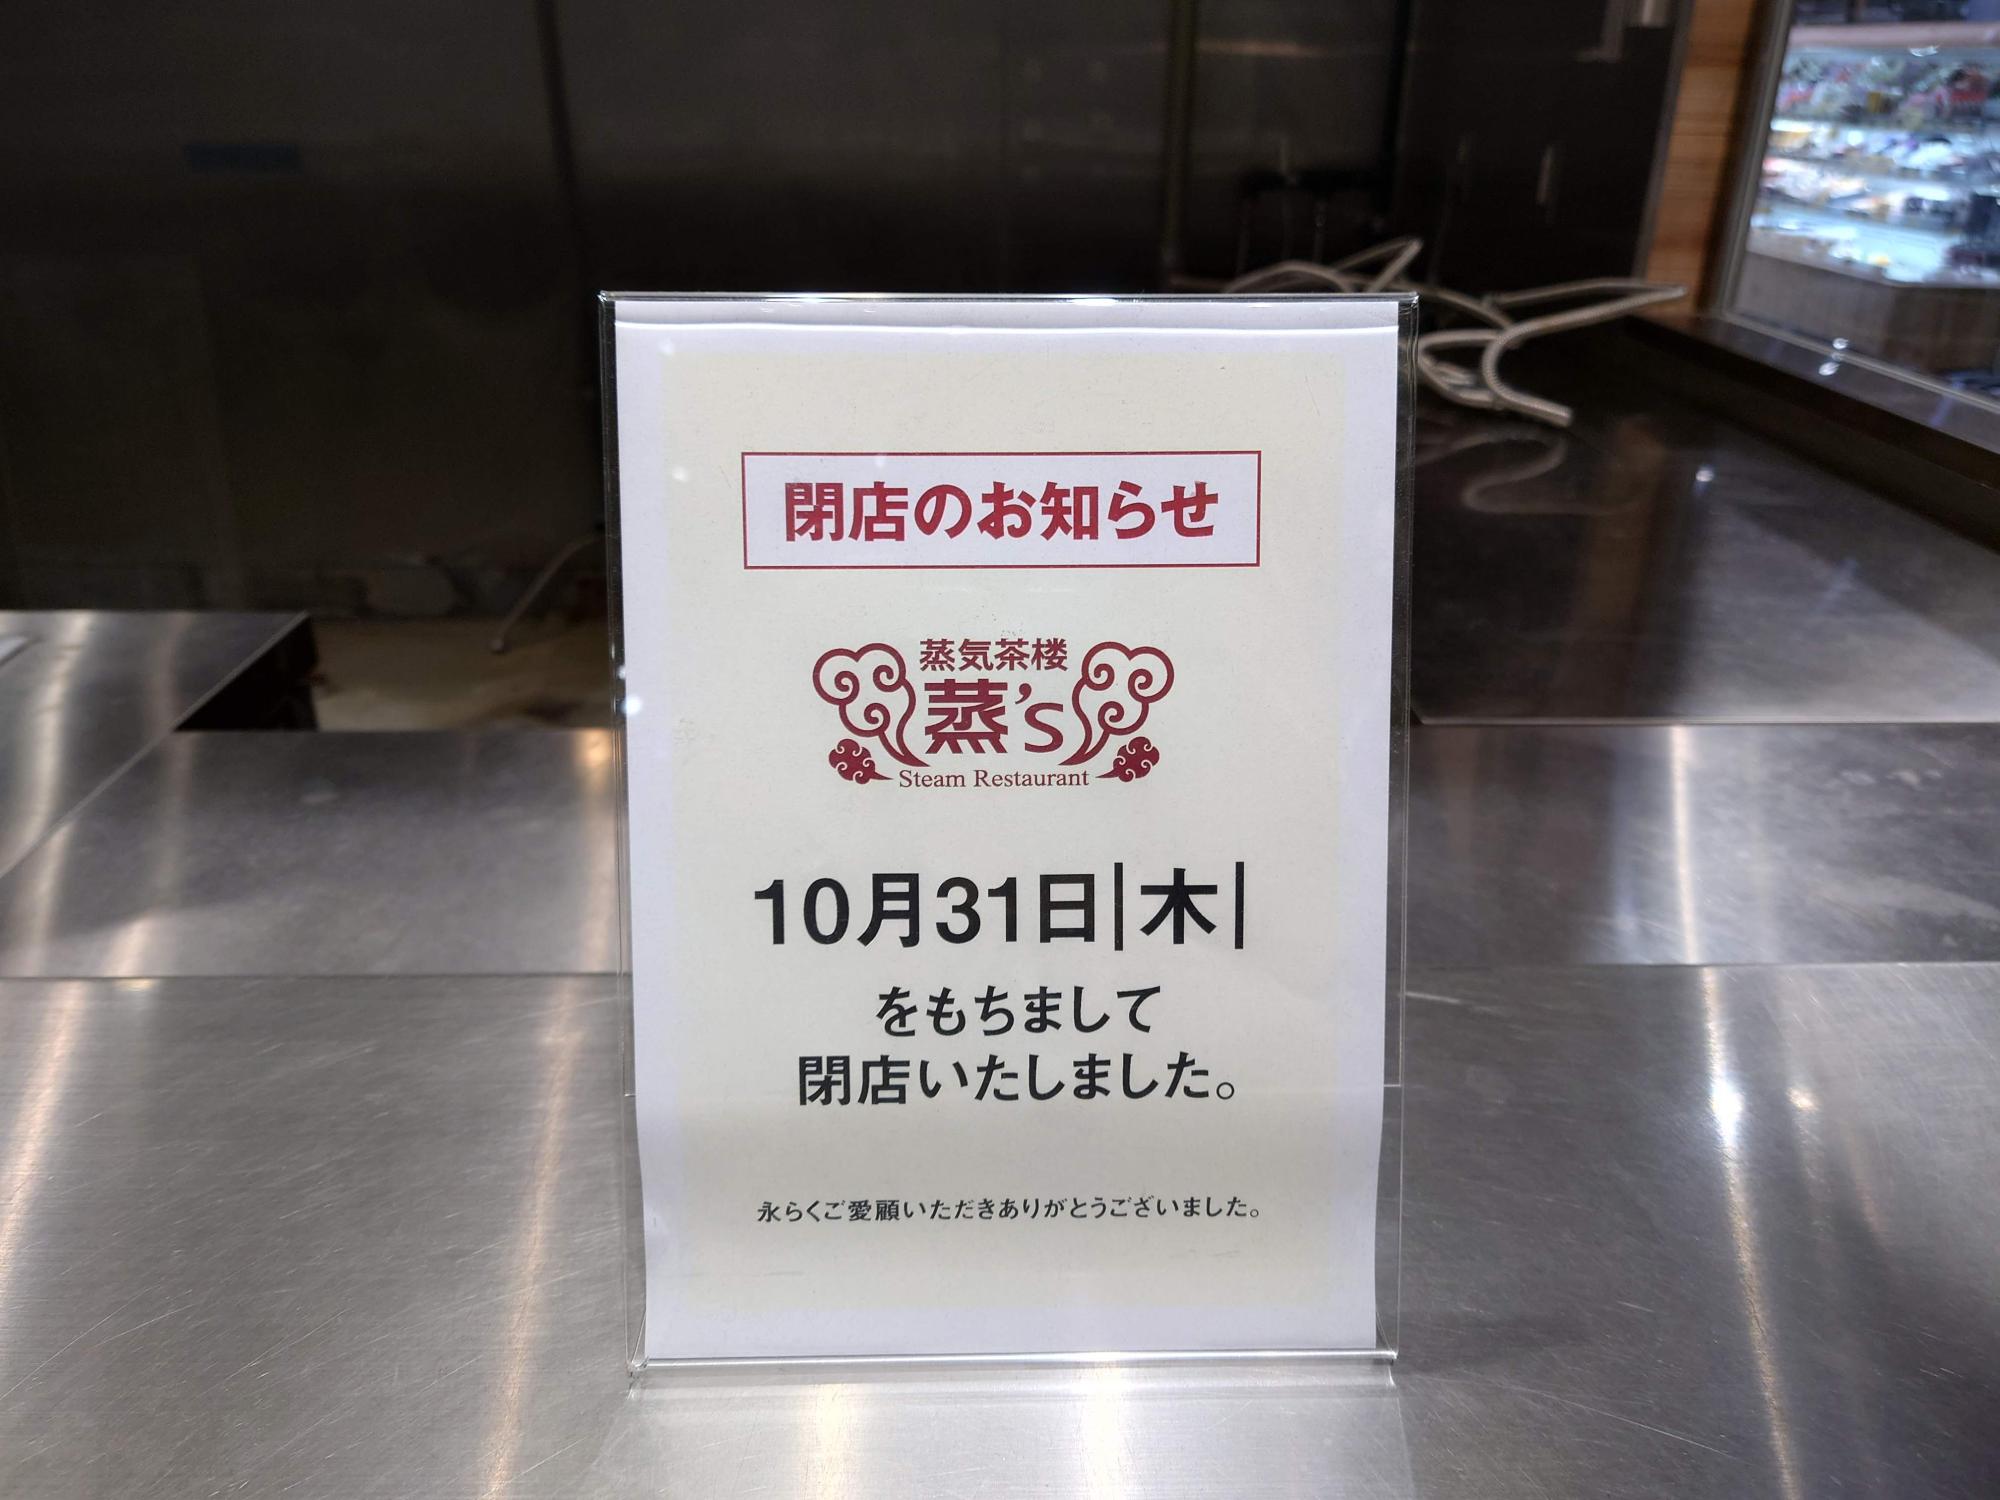 閉店のお知らせ
蒸気茶楼
蒸's
Steam Restaurant
10月31日|木|
をもちまして
閉店いたしました。
永らくご愛顧いただきありがとうございました。